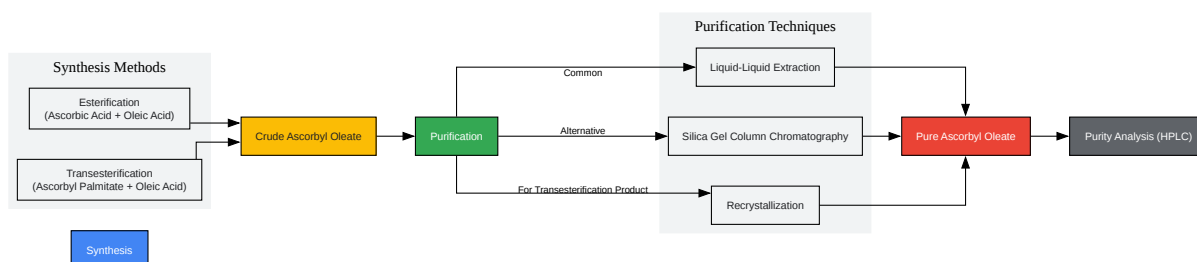 Synthesis Methods
Esterification
(Ascorbic Acid + Oleic Acid)
Transesterification
(Ascorbyl Palmitate + Oleic Acid)
Synthesis
Crude Ascorbyl Oleate
Purification
Common
Alternative
For Transesterification Product
Purification Techniques
Liquid-Liquid Extraction
Silica Gel Column Chromatography
Recrystallization
Pure Ascorbyl Oleate
Purity Analysis (HPLC)